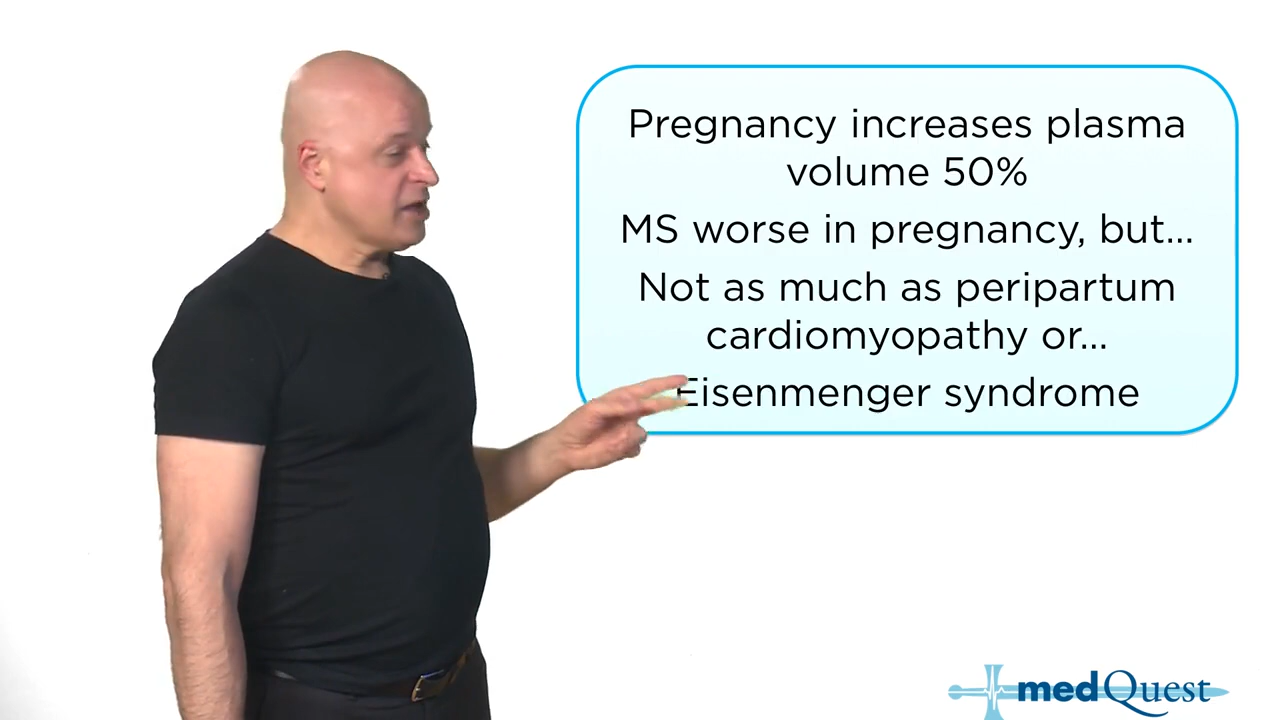 Pregnancy increases plasma
volume 50%
MS worse in pregnancy, but...
Not as much as peripartum
cardiomyopathy or...
Eisenmenger syndrome
medQuest